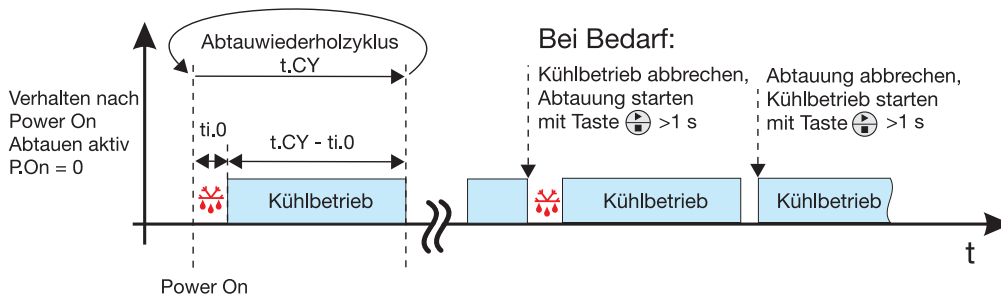 Abtauwiederholzyklus
t.CY
Verhalten nach
Power On
Abtauen aktiv
P.On = 0
ti.0
t.CY - ti.0
Kühlbetrieb
Power On
Bei Bedarf:
Kühlbetrieb abbrechen,
Abtauung starten
mit Taste >1 s
Abtauung abbrechen,
Kühlbetrieb starten
mit Taste >1 s
Kühlbetrieb
Kühlbetrieb
t